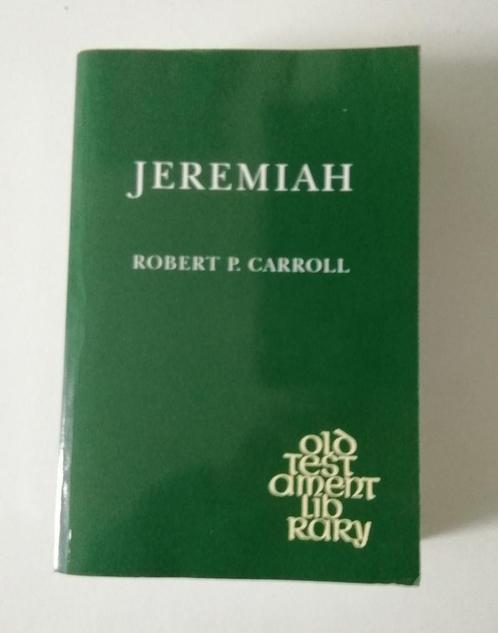 JEREMIAH
ROBERT P. CARROLL
old
Test
ament
lib
rary